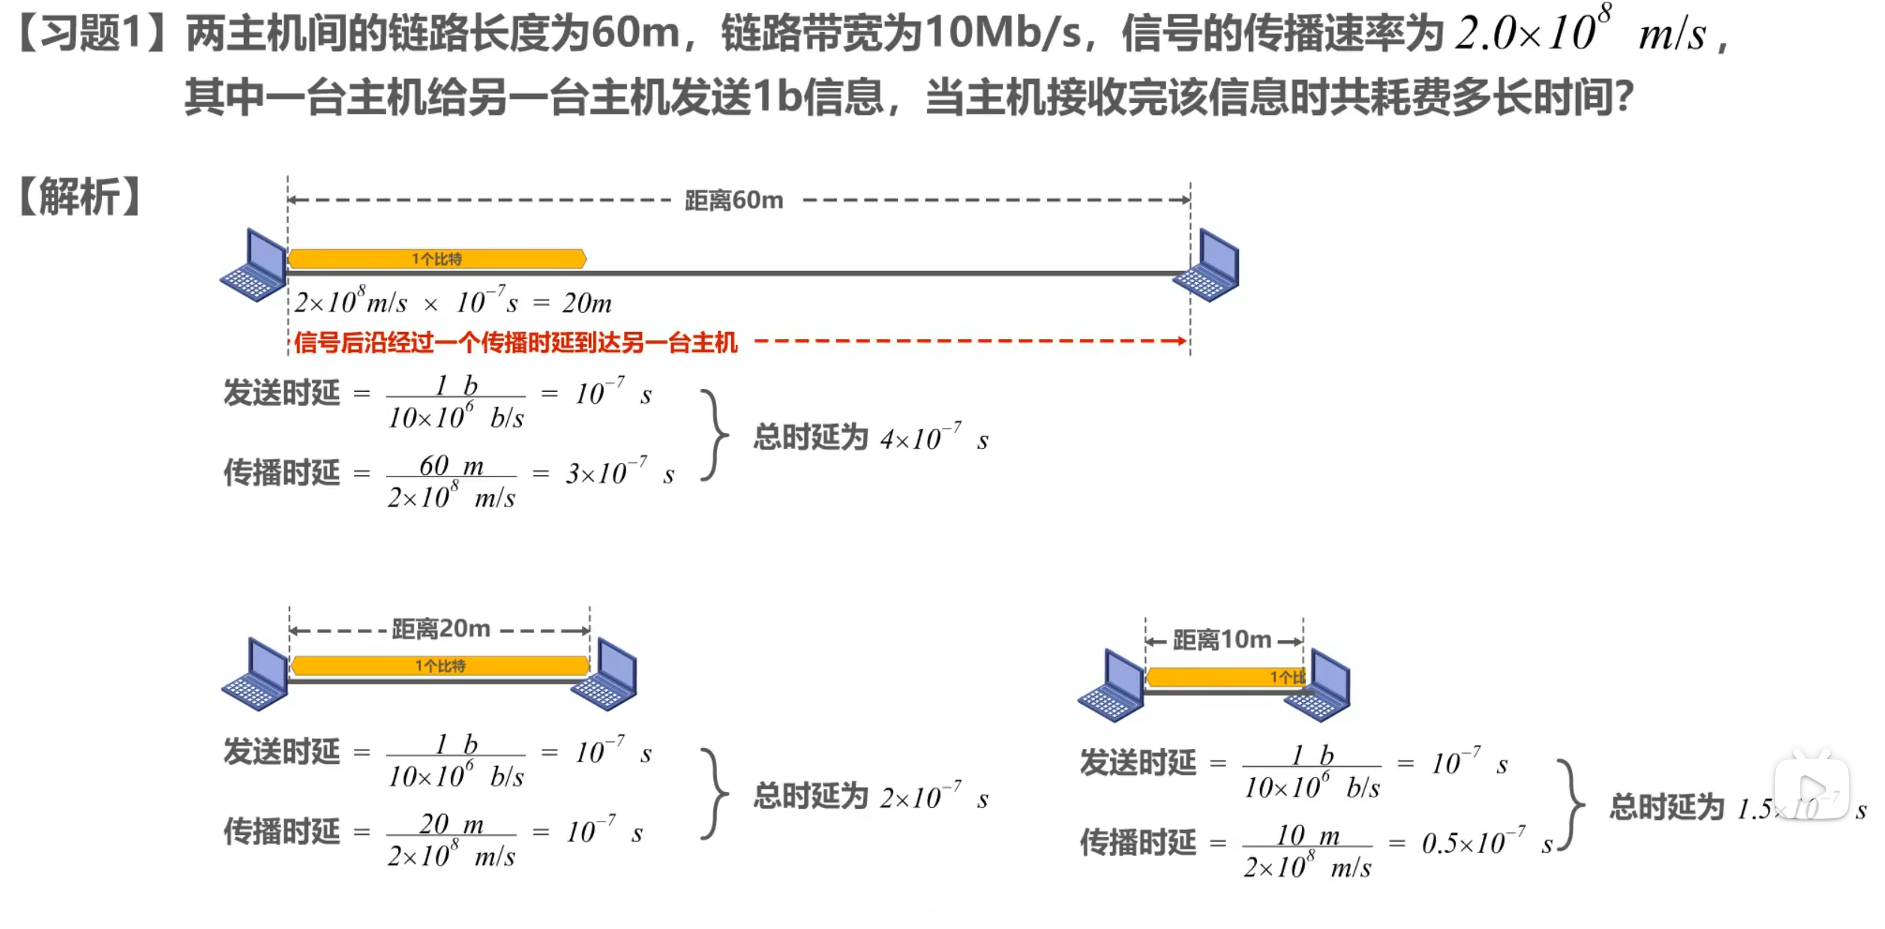 【习题1】两主机间的链路长度为60m，链路带宽为10Mb/s，信号的传播速率为 2.0×10⁸ m/s，
其中一台主机给另一台主机发送1b信息，当主机接收完该信息时共耗费多长时间？
【解析】
距离60m
1个比特
2×10⁸m/s × 10⁻⁷s = 20m
信号后沿经过一个传播时延到达另一台主机
发送时延 = 1 b / 10×10⁶ b/s = 10⁻⁷ s
传播时延 = 60 m / 2×10⁸ m/s = 3×10⁻⁷ s
总时延为 4×10⁻⁷ s
距离20m
1个比特
发送时延 = 1 b / 10×10⁶ b/s = 10⁻⁷ s
传播时延 = 20 m / 2×10⁸ m/s = 10⁻⁷ s
总时延为 2×10⁻⁷ s
距离10m
1个比
发送时延 = 1 b / 10×10⁶ b/s = 10⁻⁷ s
传播时延 = 10 m / 2×10⁸ m/s = 0.5×10⁻⁷ s
总时延为 1.5×10⁻⁷ s